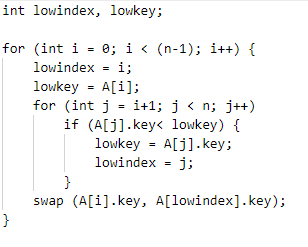 int lowindex, lowkey;
for (int i = 0; i < (n-1); i++) {
lowindex = i;
lowkey = A[i];
for (int j = i+1; j < n; j++)
if (A[j].key< lowkey) {
lowkey = A[j].key;
lowindex = j;
}
swap (A[i].key, A[lowindex].key);
}